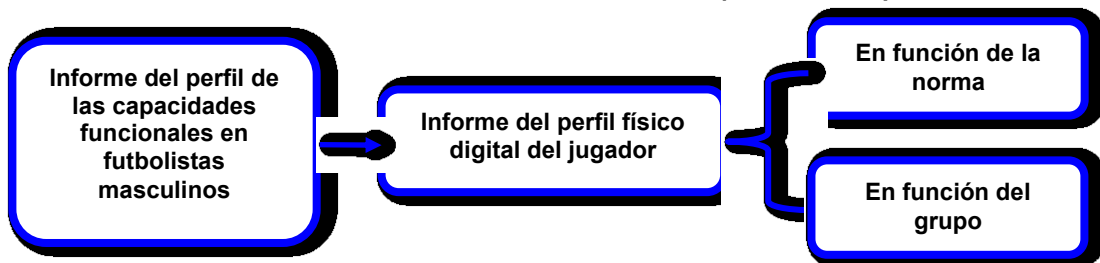 Informe del perfil de
las capacidades
funcionales en
futbolistas
masculinos
Informe del perfil físico
digital del jugador
En función de la
norma
En función del
grupo